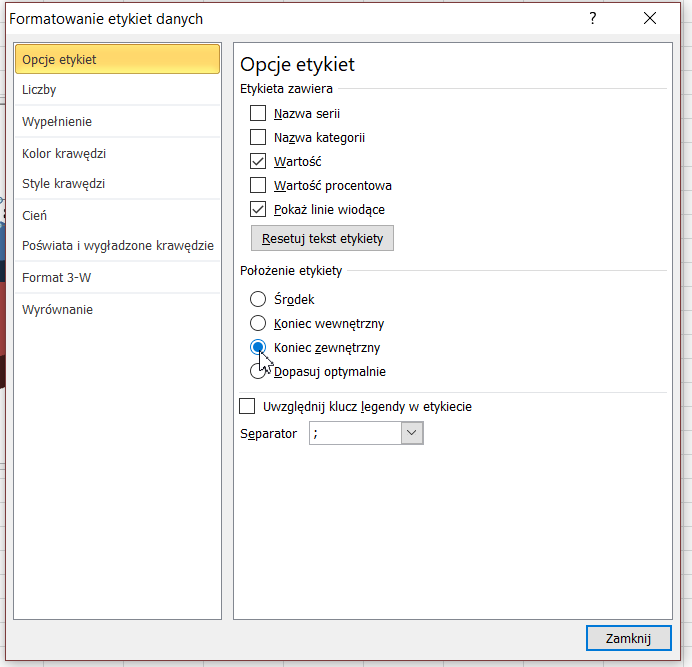 Formatowanie etykiet danych
?
Opcje etykiet
Liczby
Wypełnienie
Kolor krawędzi
Style krawędzi
Cień
Poświata i wygładzone krawędzie
Format 3-W
Wyrównanie
Opcje etykiet
Etykieta zawiera
Nazwa serii
Nazwa kategorii
Wartość
Wartość procentowa
Pokaż linie wiodące
Resetuj tekst etykiety
Położenie etykiety
Środek
Koniec wewnętrzny
Koniec zewnętrzny
Dopasuj optymalnie
Uwzględnij klucz legendy w etykiecie
Separator ;
Zamknij